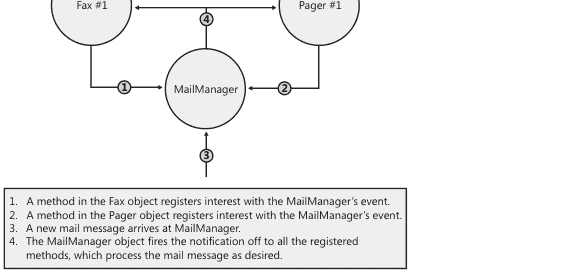 Fax #1
Pager #1
4
1
MailManager
2
3
1. A method in the Fax object registers interest with the MailManager's event.
2. A method in the Pager object registers interest with the MailManager's event.
3. A new mail message arrives at MailManager.
4. The MailManager object fires the notification off to all the registered
methods, which process the mail message as desired.